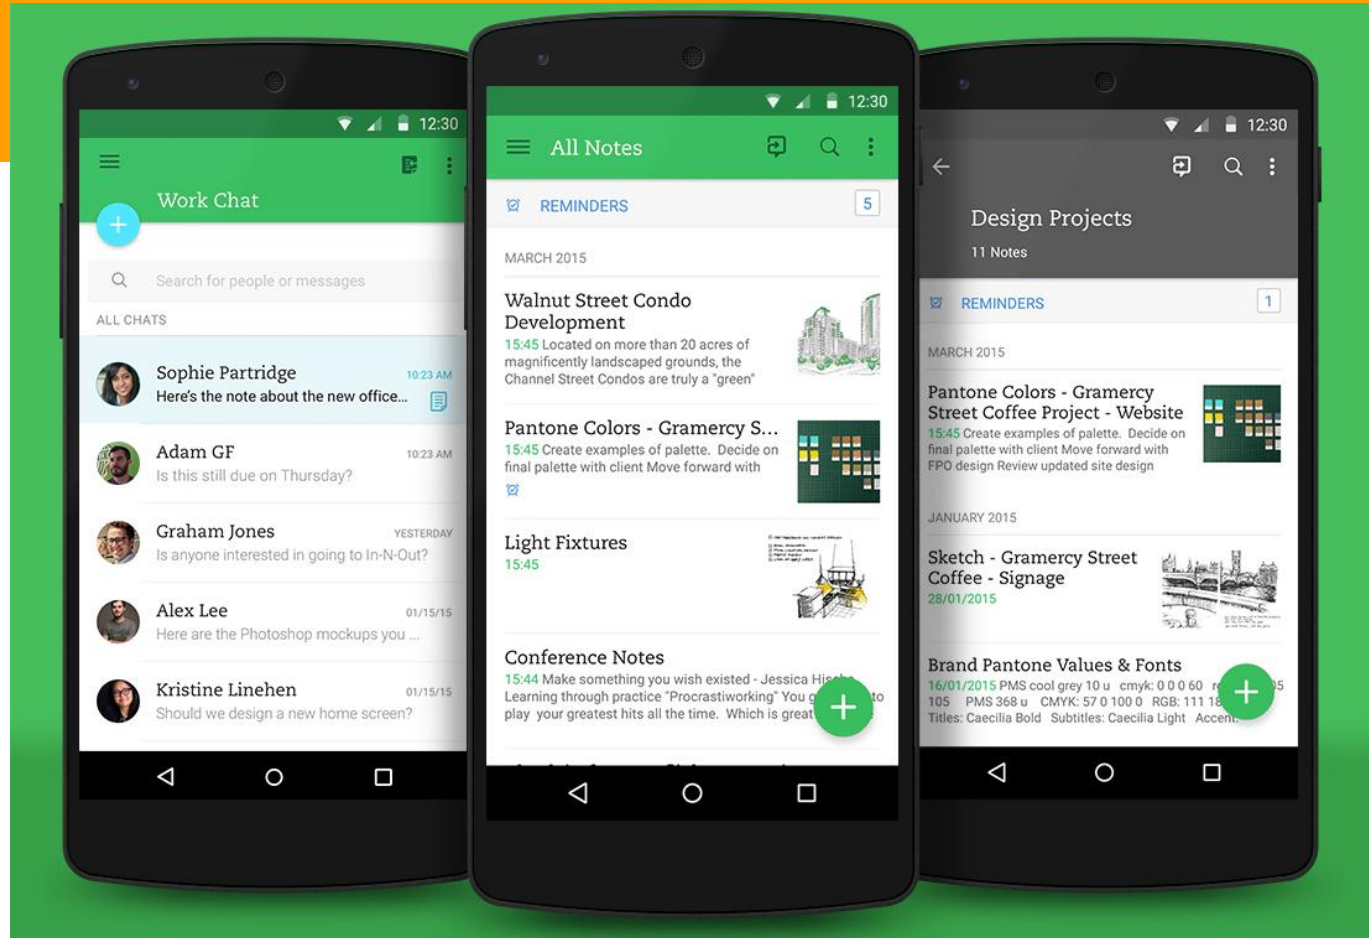 12:30
Work Chat
Search for people or messages
ALL CHATS
Sophie Partridge
10:23 AM
Here's the note about the new office...
Adam GF
10:23 AM
Is this still due on Thursday?
Graham Jones
YESTERDAY
Is anyone interested in going to In-N-Out?
Alex Lee
01/15/15
Here are the Photoshop mockups you ...
Kristine Linehen
01/15/15
Should we design a new home screen?
12:30
All Notes
REMINDERS
5
MARCH 2015
Walnut Street Condo
Development
15:45 Located on more than 20 acres of
magnificently landscaped grounds, the
Channel Street Condos are truly a "green"
Pantone Colors - Gramercy S...
15:45 Create examples of palette. Decide on
final palette with client Move forward with
Light Fixtures
15:45
Conference Notes
15:44 Make something you wish existed - Jessica
Learning through practice "Procrastiworking" You to
play your greatest hits all the time. Which is great
12:30
Design Projects
11 Notes
REMINDERS
1
MARCH 2015
Pantone Colors - Gramercy
Street Coffee Project - Website
15:45 Create examples of palette. Decide on
final palette with client Move forward with
FPO design Review updated site design
JANUARY 2015
Sketch - Gramercy Street
Coffee - Signage
28/01/2015
Brand Pantone Values & Fonts
16/01/2015 PMS cool grey 10 u cmyk: 0 0 0 60
105 PMS 368 u CMYK: 57 0 100 0 RGB: 111
Titles: Caecilia Bold Subtitles: Caecilia Light Accent: